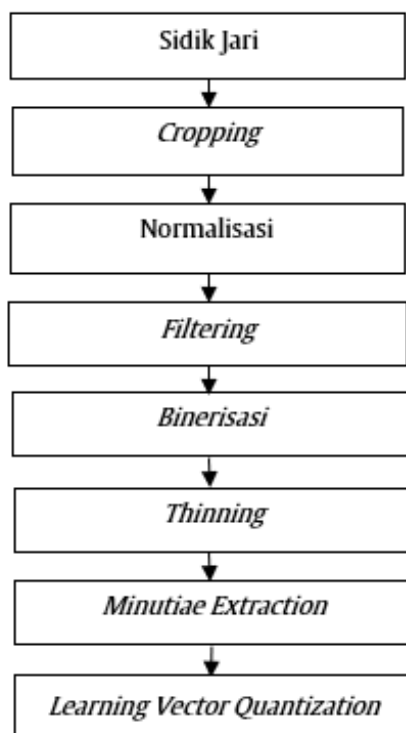 Sidik Jari
Cropping
Normalisasi
Filtering
Binerisasi
Thinning
Minutiae Extraction
Learning Vector Quantization